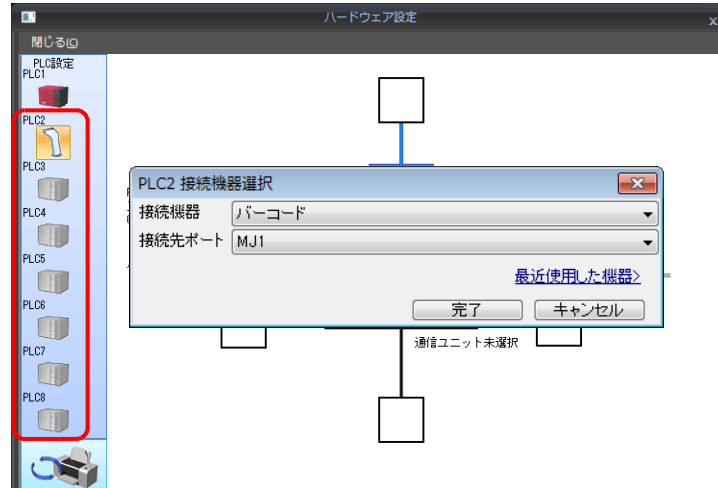 ハードウェア設定
x
閉じる(C)
PLC設定
PLC1
PLC2
PLC3
PLC4
PLC5
PLC6
PLC7
PLC8
PLC2 接続機器選択
接続機器
バーコード
接続先ポート
MJ1
最近使用した機器>
完了
キャンセル
通信ユニット未選択